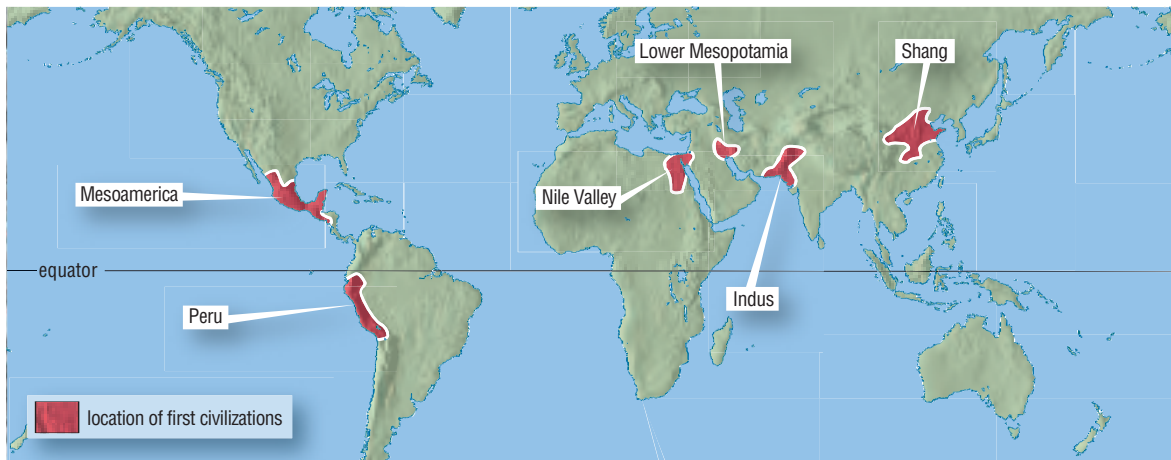 Lower Mesopotamia
Shang
Mesoamerica
Nile Valley
equator
Indus
Peru
location of first civilizations